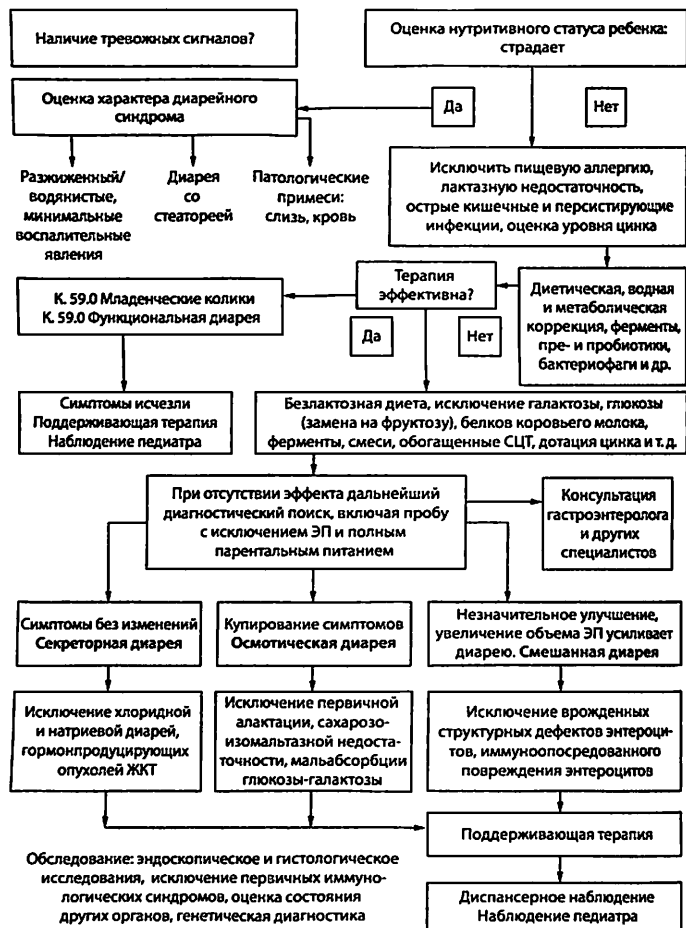 Наличие тревожных сигналов?
Оценка нутритивного статуса ребенка:
страдает
Оценка характера диарейного
синдрома
Да
Нет
Разжиженный/
водянистые,
минимальные
воспалительные
явления
Диарея
со
стеатореей
Патологические
примеси:
слизь, кровь
Исключить пищевую аллергию,
лактазную недостаточность,
острые кишечные и персистирующие
инфекции, оценка уровня цинка
К. 59.0 Младенческие колики
К. 59.0 Функциональная диарея
Терапия
эффективна?
Да
Нет
Диетическая, водная
и метаболическая
коррекция, ферменты,
пре- и пробиотики,
бактериофаги и др.
Симптомы исчезли
Поддерживающая терапия
Наблюдение педиатра
Безлактозная диета, исключение галактозы, глюкозы
(замена на фруктозу), белков коровьего молока,
ферменты, смеси, обогащенные СЦТ, дотация цинка и т. д.
При отсутствии эффекта дальнейший
диагностический поиск, включая пробу
с исключением ЭП и полным
парентальным питанием
Консультация
гастроэнтеролога
и других
специалистов
Симптомы без изменений
Секреторная диарея
Купирование симптомов
Осмотическая диарея
Незначительное улучшение,
увеличение объема ЭП усиливает
диарею. Смешанная диарея
Исключение хлоридной
и натриевой диарей,
гормонпродуцирующих
опухолей ЖКТ
Исключение первичной
алактации, сахарозо-
изомальтазной недоста-
точности, мальабсорбции
глюкозы-галактозы
Исключение врожденных
структурных дефектов энтероци-
тов, иммуноопосредованного
повреждения энтероцитов
Поддерживающая терапия
Обследование: эндоскопическое и гистологическое
исследования, исключение первичных иммуно-
логических синдромов, оценка состояния
других органов, генетическая диагностика
Диспансерное наблюдение
Наблюдение педиатра